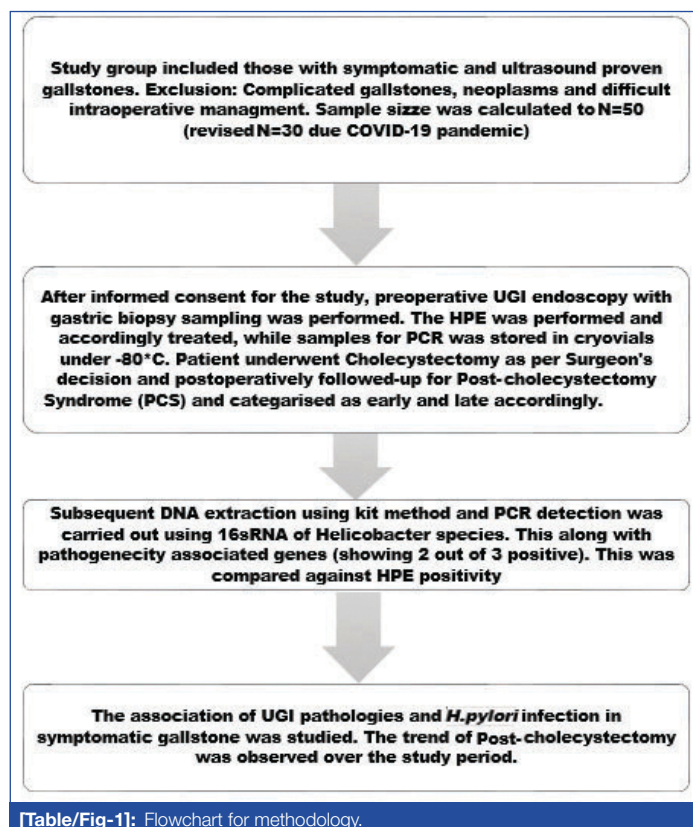 Study group included those with symptomatic and ultrasound proven
gallstones. Exclusion: Complicated gallstones, neoplasms and difficult
intraoperative managment. Sample sizze was calculated to N=50
(revised N=30 due COVID-19 pandemic)
After informed consent for the study, preoperative UGI endoscopy with
gastric biopsy sampling was performed. The HPE was performed and
accordingly treated, while samples for PCR was stored in cryovials
under -80*C. Patient underwent Cholecystectomy as per Surgeon's
decision and postoperatively followed-up for Post-cholecystectomy
Syndrome (PCS) and categarised as early and late accordingly.
Subsequent DNA extraction using kit method and PCR detection was
carried out using 16sRNA of Helicobacter species. This along with
pathogenecity associated genes (showing 2 out of 3 positive). This was
compared against HPE positivity
The association of UGI pathologies and H.pylori infection in
symptomatic gallstone was studied. The trend of Post-cholecystectomy
was observed over the study period.
[Table/Fig-1]: Flowchart for methodology.